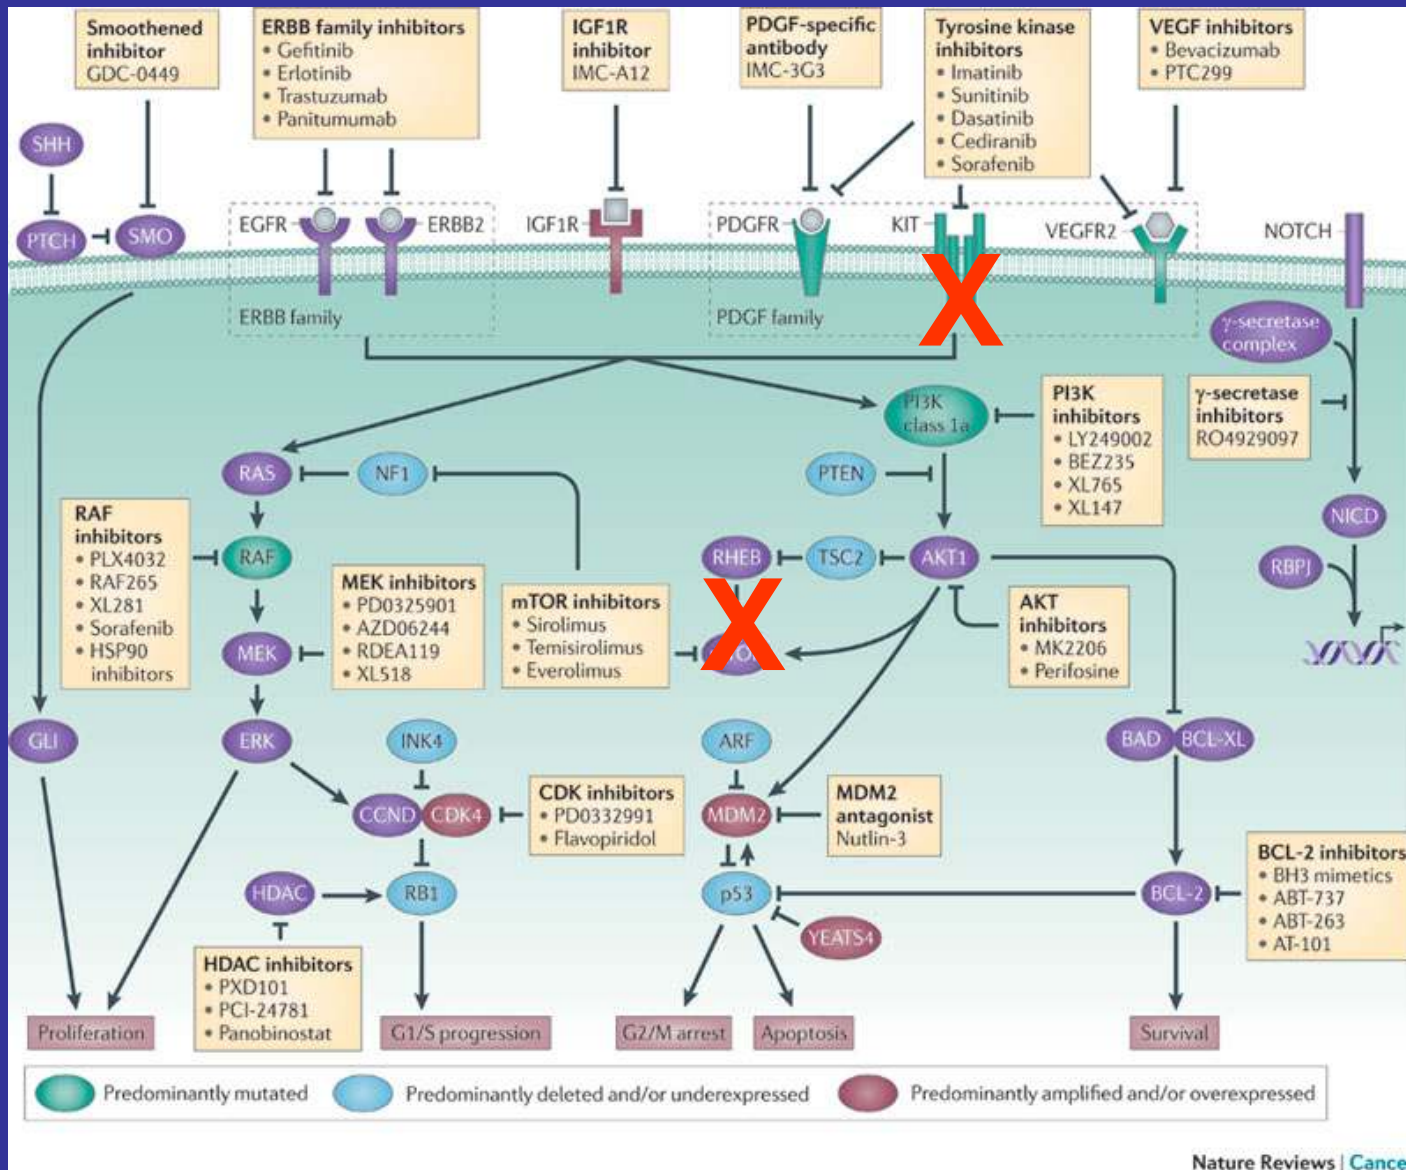 Smoothened
inhibitor
GDC-0449
ERBB family inhibitors
• Gefitinib
• Erlotinib
• Trastuzumab
• Panitumumab
IGF1R
inhibitor
IMC-A12
PDGF-specific
antibody
IMC-3G3
Tyrosine kinase
inhibitors
• Imatinib
• Sunitinib
• Dasatinib
• Cediranib
• Sorafenib
VEGF inhibitors
• Bevacizumab
• PTC299
SHH
PTCH
SMO
EGFR
ERBB2
ERBB family
IGF1R
PDGFR
KIT
VEGFR2
PDGF family
NOTCH
X
γ-secretase
complex
PI3K
class 1a
PI3K
inhibitors
• LY249002
• BEZ235
• XL765
• XL147
γ-secretase
inhibitors
RO4929097
RAS
NF1
PTEN
NICD
RAF
inhibitors
• PLX4032
• RAF265
• XL281
• Sorafenib
• HSP90
inhibitors
RAF
RHEB
TSC2
AKT1
RBPJ
MEK inhibitors
• PD0325901
• AZD06244
• RDEA119
• XL518
mTOR inhibitors
• Sirolimus
• Temisirolimus
• Everolimus
X
AKT
inhibitors
• MK2206
• Perifosine
MEK
GLI
ERK
INK4
ARF
BAD
BCL-XL
CCND
CDK4
CDK inhibitors
• PD0332991
• Flavopiridol
MDM2
MDM2
antagonist
Nutlin-3
BCL-2 inhibitors
• BH3 mimetics
• ABT-737
• ABT-263
• AT-101
HDAC
RB1
p53
BCL-2
YEATS4
HDAC inhibitors
• PXD101
• PCI-24781
• Panobinostat
Proliferation
G1/S progression
G2/M arrest
Apoptosis
Survival
Predominantly mutated
Predominantly deleted and/or underexpressed
Predominantly amplified and/or overexpressed
Nature Reviews | Cance